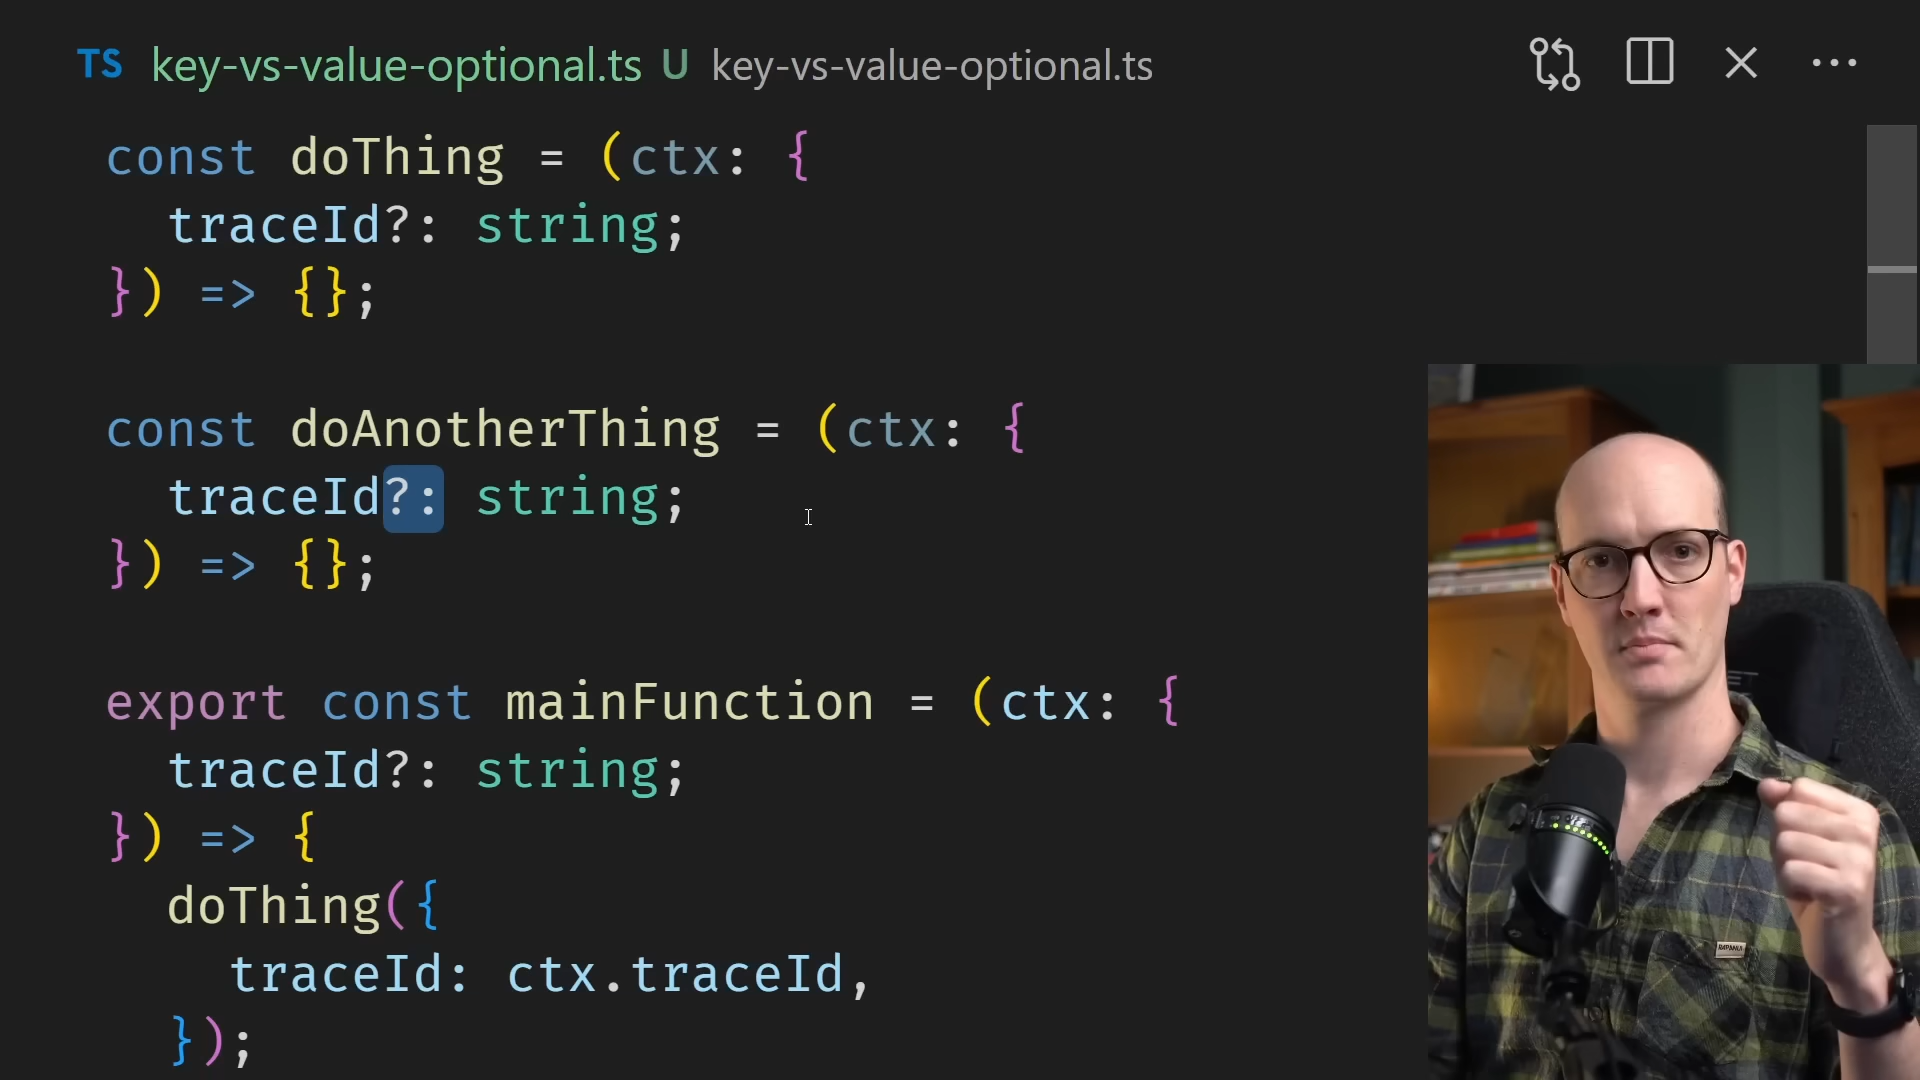 TS key-vs-value-optional.ts U key-vs-value-optional.ts
const doThing = (ctx: {
  traceId?: string;
}) => {};
const doAnotherThing = (ctx: {
  traceId?: string;
}) => {};
export const mainFunction = (ctx: {
  traceId?: string;
}) => {
  doThing({
    traceId: ctx.traceId,
  });